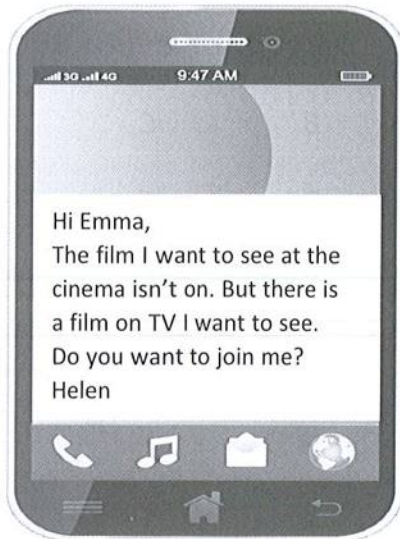 3G 4G 9:47 AM
Hi Emma,
The film I want to see at the
cinema isn't on. But there is
a film on TV I want to see.
Do you want to join me?
Helen